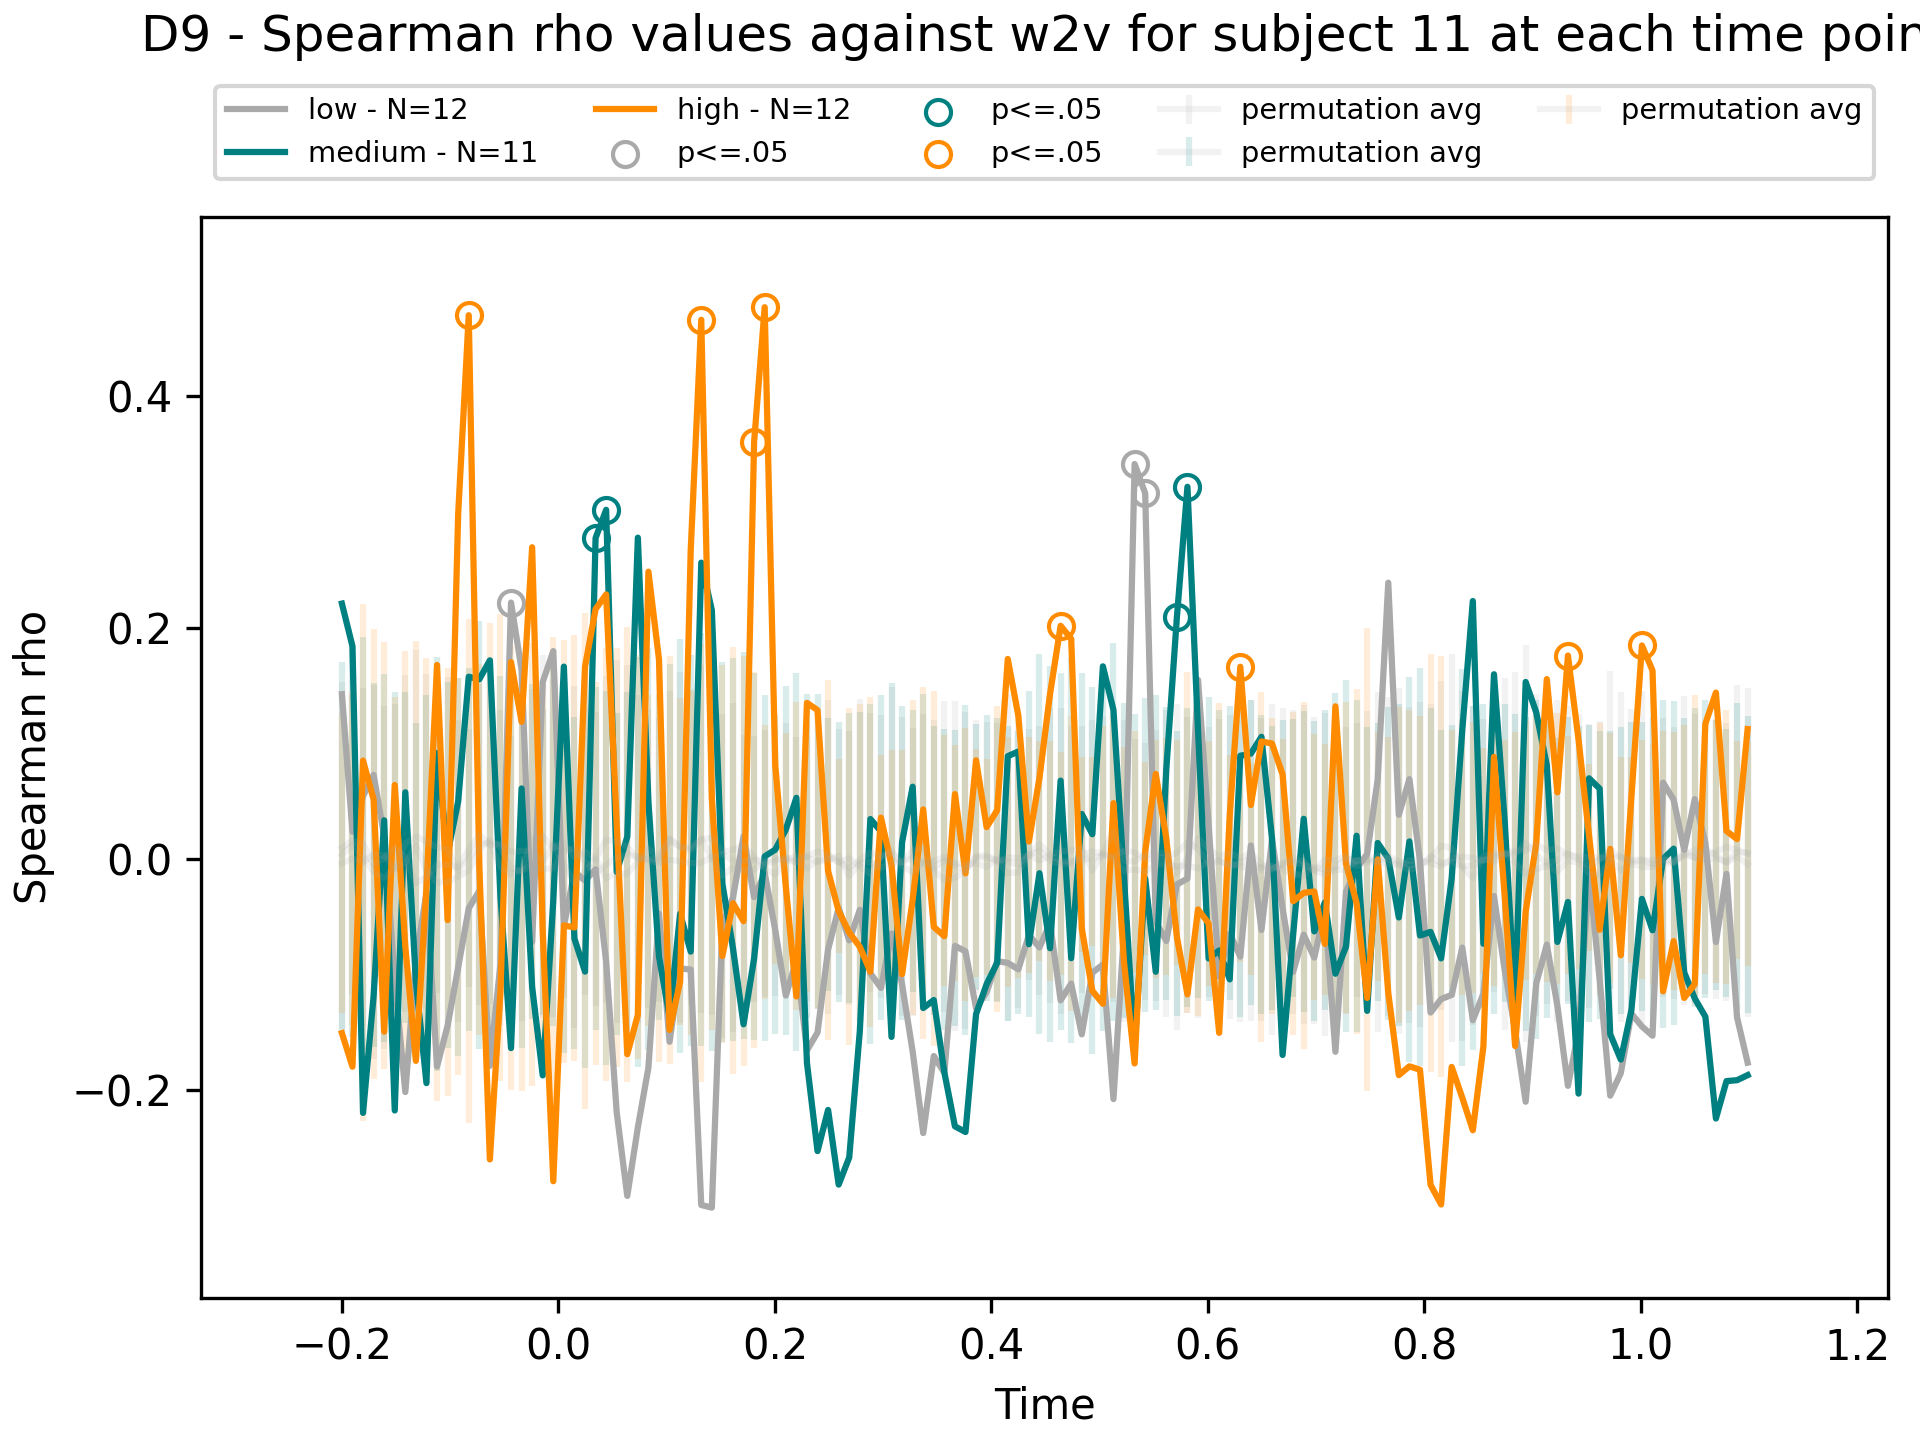 D9 - Spearman rho values against w2v for subject 11 at each time poin
low - N=12
medium - N=11
high - N=12
p<=.05
p<=.05
p<=.05
permutation avg
permutation avg
permutation avg
Spearman rho
0.4
0.2
0.0
−0.2
−0.2 0.0 0.2 0.4 0.6 0.8 1.0 1.2
Time